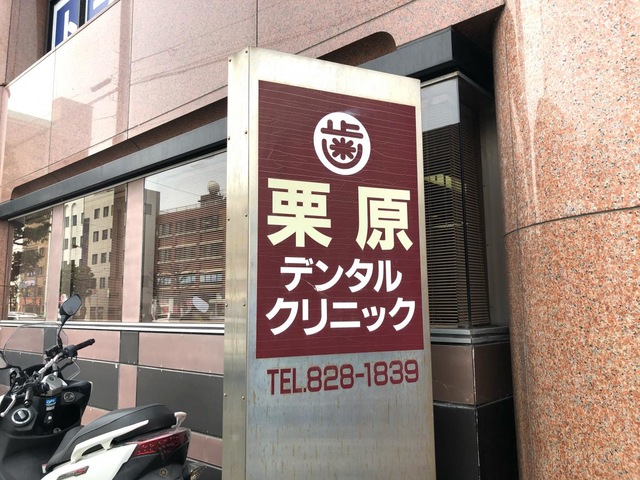 歯
栗原
デンタル
クリニック
TEL.828-1839